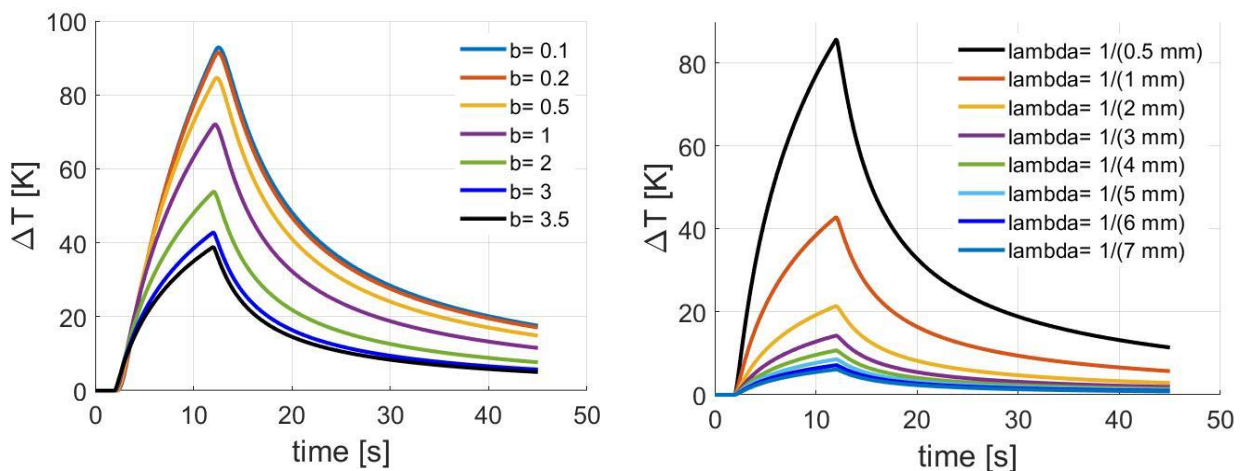 100
80
60
40
20
0
ΔT [K]
0 10 20 30 40 50
time [s]
b= 0.1
b= 0.2
b= 0.5
b= 1
b= 2
b= 3
b= 3.5
80
60
40
20
0
ΔT [K]
0 10 20 30 40 50
time [s]
lambda= 1/(0.5 mm)
lambda= 1/(1 mm)
lambda= 1/(2 mm)
lambda= 1/(3 mm)
lambda= 1/(4 mm)
lambda= 1/(5 mm)
lambda= 1/(6 mm)
lambda= 1/(7 mm)